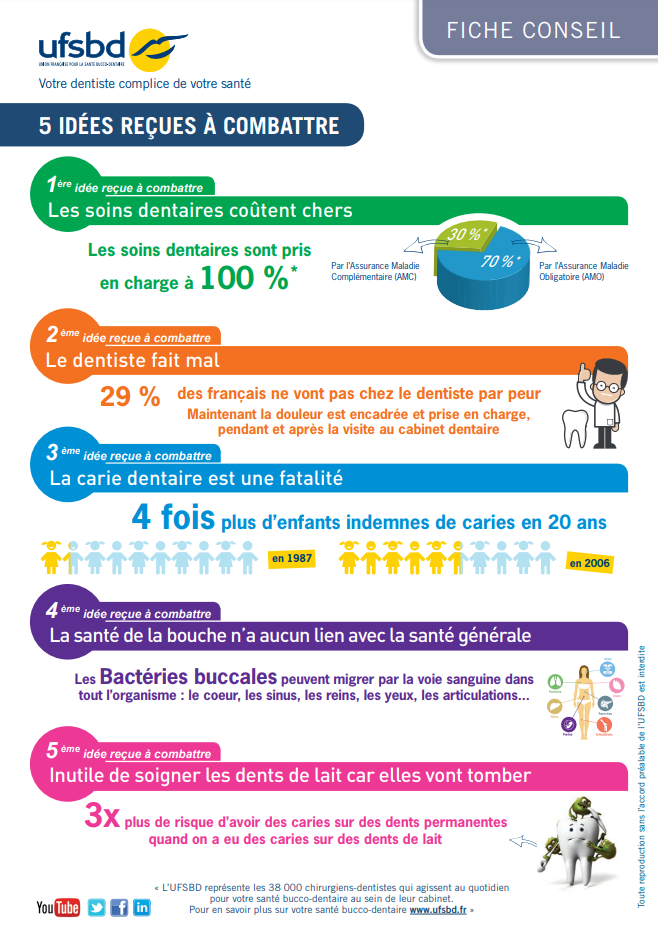 FICHE CONSEIL
ufsbd
UNION FRANÇAISE POUR LA SANTÉ BUCCO-DENTAIRE
Votre dentiste complice de votre santé
5 IDÉES REÇUES À COMBATTRE
1ère idée reçue à combattre
Les soins dentaires coûtent chers
Les soins dentaires sont pris
en charge à 100 %*
30 %*
70 %*
Par l'Assurance Maladie
Complémentaire (AMC)
Par l'Assurance Maladie
Obligatoire (AMO)
2ème idée reçue à combattre
Le dentiste fait mal
29 % des français ne vont pas chez le dentiste par peur
Maintenant la douleur est encadrée et prise en charge,
pendant et après la visite au cabinet dentaire
3ème idée reçue à combattre
La carie dentaire est une fatalité
4 fois plus d'enfants indemnes de caries en 20 ans
en 1987
en 2006
4ème idée reçue à combattre
La santé de la bouche n'a aucun lien avec la santé générale
Les Bactéries buccales peuvent migrer par la voie sanguine dans
tout l'organisme : le coeur, les sinus, les reins, les yeux, les articulations...
5ème idée reçue à combattre
Inutile de soigner les dents de lait car elles vont tomber
3x plus de risque d'avoir des caries sur des dents permanentes
quand on a eu des caries sur des dents de lait
Toute reproduction sans l'accord préalable de l'UFSBD est interdite
YouTube
f
in
« L'UFSBD représente les 38 000 chirurgiens-dentistes qui agissent au quotidien
pour votre santé bucco-dentaire au sein de leur cabinet.
Pour en savoir plus sur votre santé bucco-dentaire www.ufsbd.fr »